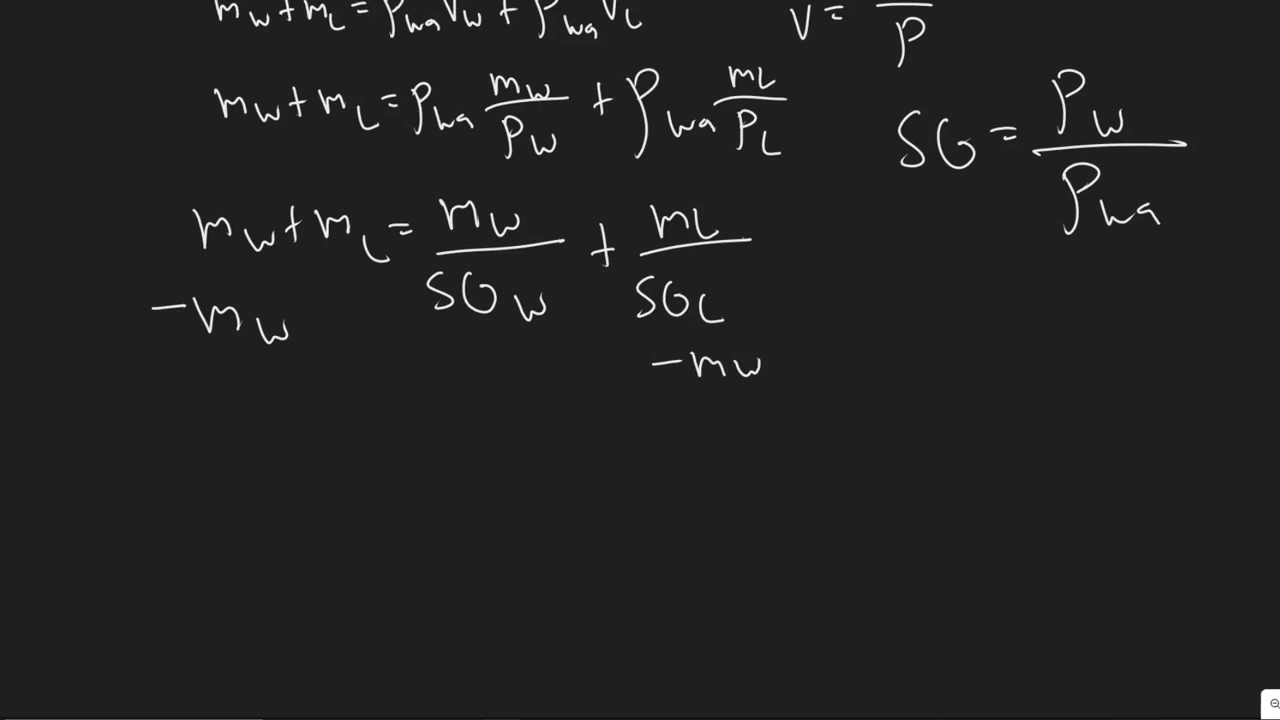 m_w + m_L = ρ_wa V_w + ρ_wa V_L
V = — / ρ
m_w + m_L = ρ_wa m_w/ρ_w + ρ_wa m_L/ρ_L
SG = ρ_w/ρ_wa
m_w + m_L = m_w/SG_w + m_L/SG_L
-m_w -m_w